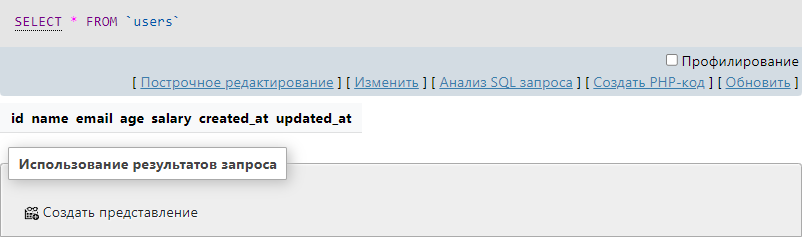 SELECT * FROM `users`
Профилирование
[ Построчное редактирование ] [ Изменить ] [ Анализ SQL запроса ] [ Создать PHP-код ] [ Обновить ]
id name email age salary created_at updated_at
Использование результатов запроса
Создать представление